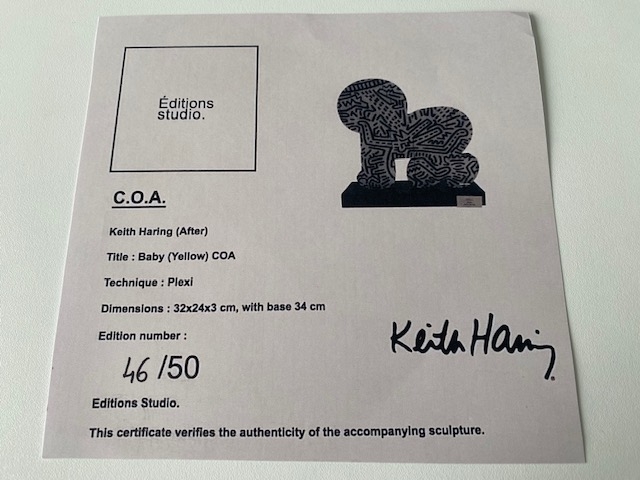 Éditions
studio.
C.O.A.
Keith Haring (After)
Title : Baby (Yellow) COA
Technique : Plexi
Dimensions : 32x24x3 cm, with base 34 cm
Edition number :
46 /50
Keith Haring
Editions Studio.
This certificate verifies the authenticity of the accompanying sculpture.